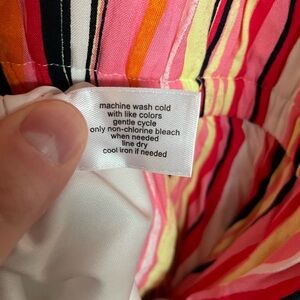 machine wash cold
with like colors
gentle cycle
only non-chlorine bleach
when needed
line dry
cool iron if needed